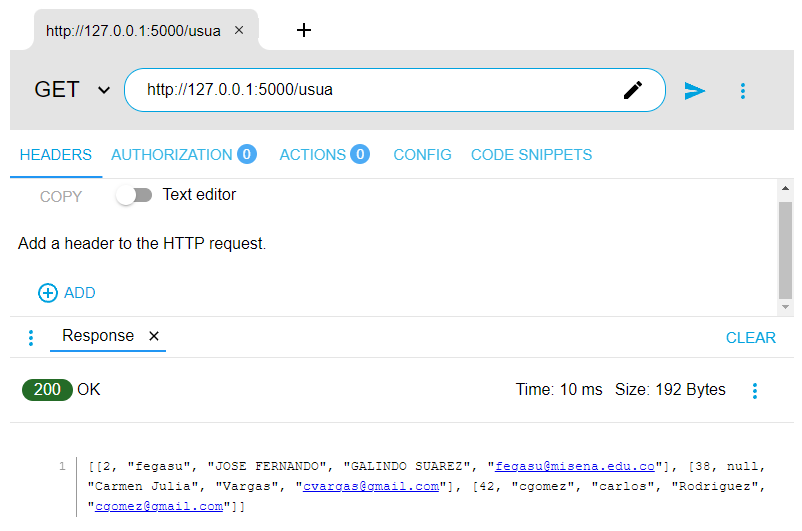 http://127.0.0.1:5000/usua × +
GET http://127.0.0.1:5000/usua
HEADERS AUTHORIZATION 0 ACTIONS 0 CONFIG CODE SNIPPETS
COPY Text editor
Add a header to the HTTP request.
ADD
Response × CLEAR
200 OK Time: 10 ms Size: 192 Bytes
1 [[2, "fegasu", "JOSE FERNANDO", "GALINDO SUAREZ", "fegasu@misena.edu.co"], [38, null,
"Carmen Julia", "Vargas", "cvargas@gmail.com"], [42, "cgomez", "carlos", "Rodriguez",
"cgomez@gmail.com"]]